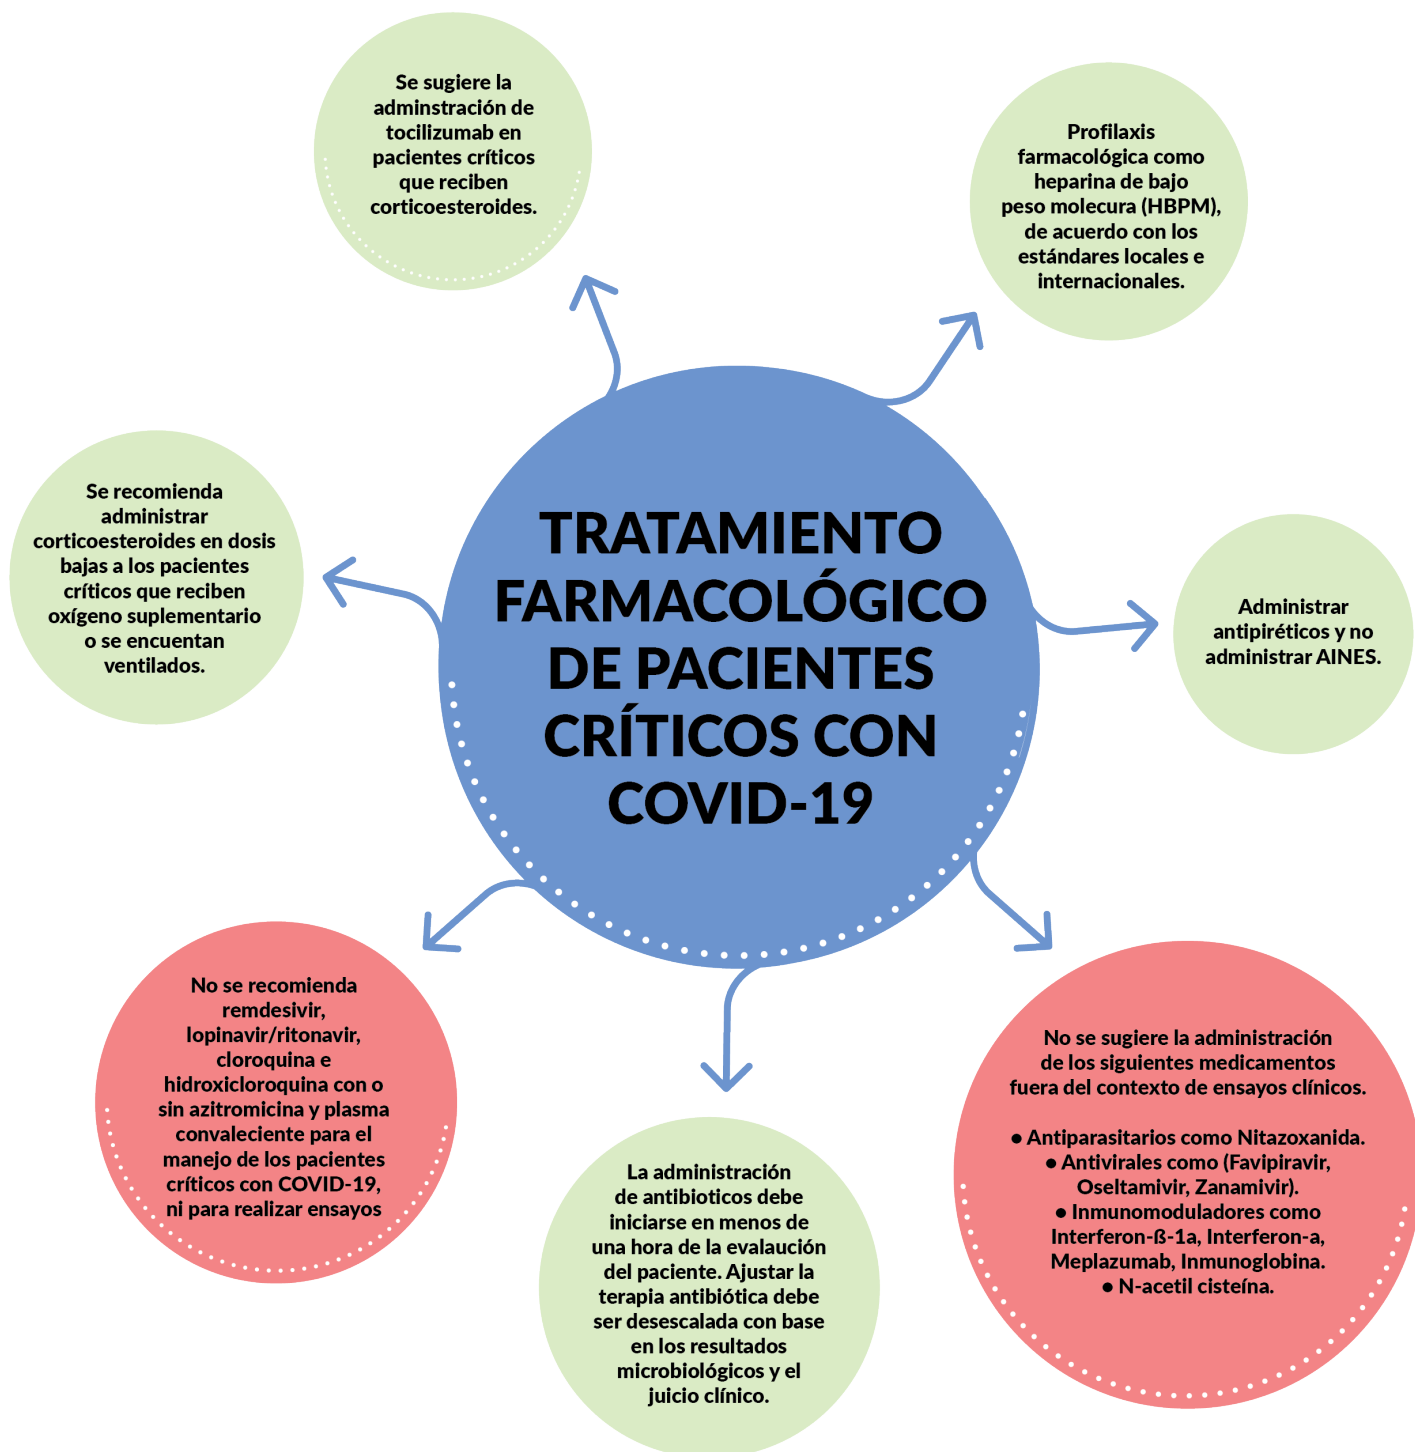 Se sugiere la
adminstración de
tocilizumab en
pacientes críticos
que reciben
corticoesteroides.
Profilaxis
farmacológica como
heparina de bajo
peso molecura (HBPM),
de acuerdo con los
estándares locales e
internacionales.
Se recomienda
administrar
corticoesteroides en dosis
bajas a los pacientes
críticos que reciben
oxígeno suplementario
o se encuentan
ventilados.
TRATAMIENTO
FARMACOLÓGICO
DE PACIENTES
CRÍTICOS CON
COVID-19
Administrar
antipiréticos y no
administrar AINES.
No se recomienda
remdesivir,
lopinavir/ritonavir,
cloroquina e
hidroxicloroquina con o
sin azitromicina y plasma
convaleciente para el
manejo de los pacientes
críticos con COVID-19,
ni para realizar ensayos
La administración
de antibioticos debe
iniciarse en menos de
una hora de la evalaución
del paciente. Ajustar la
terapia antibiótica debe
ser desescalada con base
en los resultados
microbiológicos y el
juicio clínico.
No se sugiere la administración
de los siguientes medicamentos
fuera del contexto de ensayos clínicos.
● Antiparasitarios como Nitazoxanida.
● Antivirales como (Favipiravir,
Oseltamivir, Zanamivir).
● Inmunomoduladores como
Interferon-ß-1a, Interferon-a,
Meplazumab, Inmunoglobina.
● N-acetil cisteína.